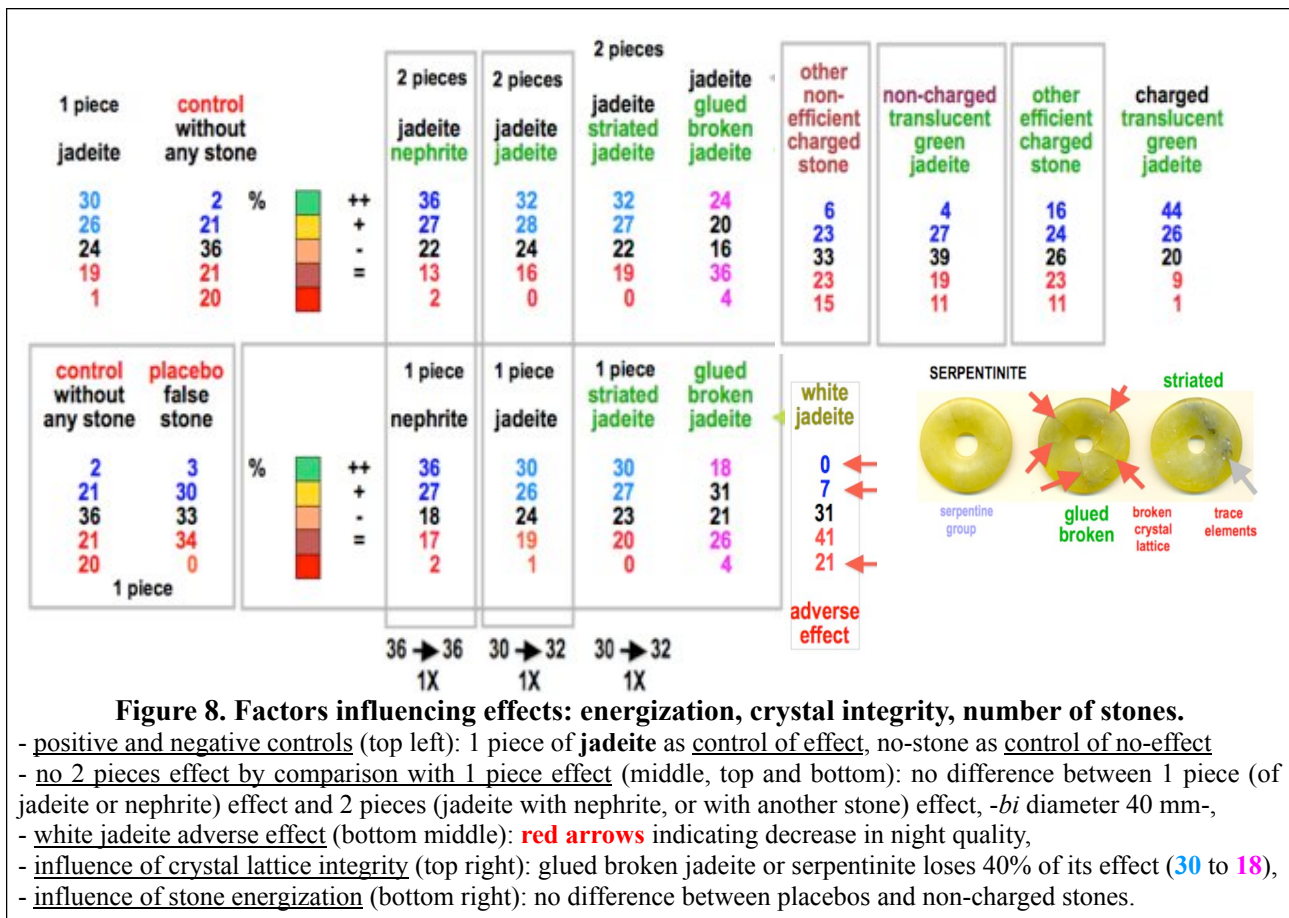 2 pieces
1 piece
jadeite
control
without
any stone
2 pieces
jadeite
nephrite
2 pieces
jadeite
jadeite
jadeite
striated
jadeite
jadeite
glued
broken
jadeite
other
non-
efficient
charged
stone
non-charged
translucent
green
jadeite
other
efficient
charged
stone
charged
translucent
green
jadeite
30 2 % ++ 36 32 32 24 6 4 16 44
26 21 + 27 28 27 20 23 27 24 26
24 36 - 22 24 22 16 33 39 26 20
19 21 = 13 16 19 36 23 19 23 9
1 20 2 0 0 4 15 11 11 1
control
without
any stone
placebo
false
stone
1 piece
nephrite
1 piece
jadeite
1 piece
striated
jadeite
glued
broken
jadeite
white
jadeite
2 3 % ++ 36 30 30 18 0
21 30 + 27 26 27 31 7
36 33 - 18 24 23 21 31
21 34 = 17 19 20 26 41
20 0 2 1 0 4 21
1 piece
adverse
effect
SERPENTINITE
striated
serpentine
group
glued
broken
broken
crystal
lattice
trace
elements
36 → 36 30 → 32 30 → 32
1X 1X 1X
Figure 8. Factors influencing effects: energization, crystal integrity, number of stones.
- positive and negative controls (top left): 1 piece of jadeite as control of effect, no-stone as control of no-effect
- no 2 pieces effect by comparison with 1 piece effect (middle, top and bottom): no difference between 1 piece (of
jadeite or nephrite) effect and 2 pieces (jadeite with nephrite, or with another stone) effect, -bi diameter 40 mm-,
- white jadeite adverse effect (bottom middle): red arrows indicating decrease in night quality,
- influence of crystal lattice integrity (top right): glued broken jadeite or serpentinite loses 40% of its effect (30 to 18),
- influence of stone energization (bottom right): no difference between placebos and non-charged stones.